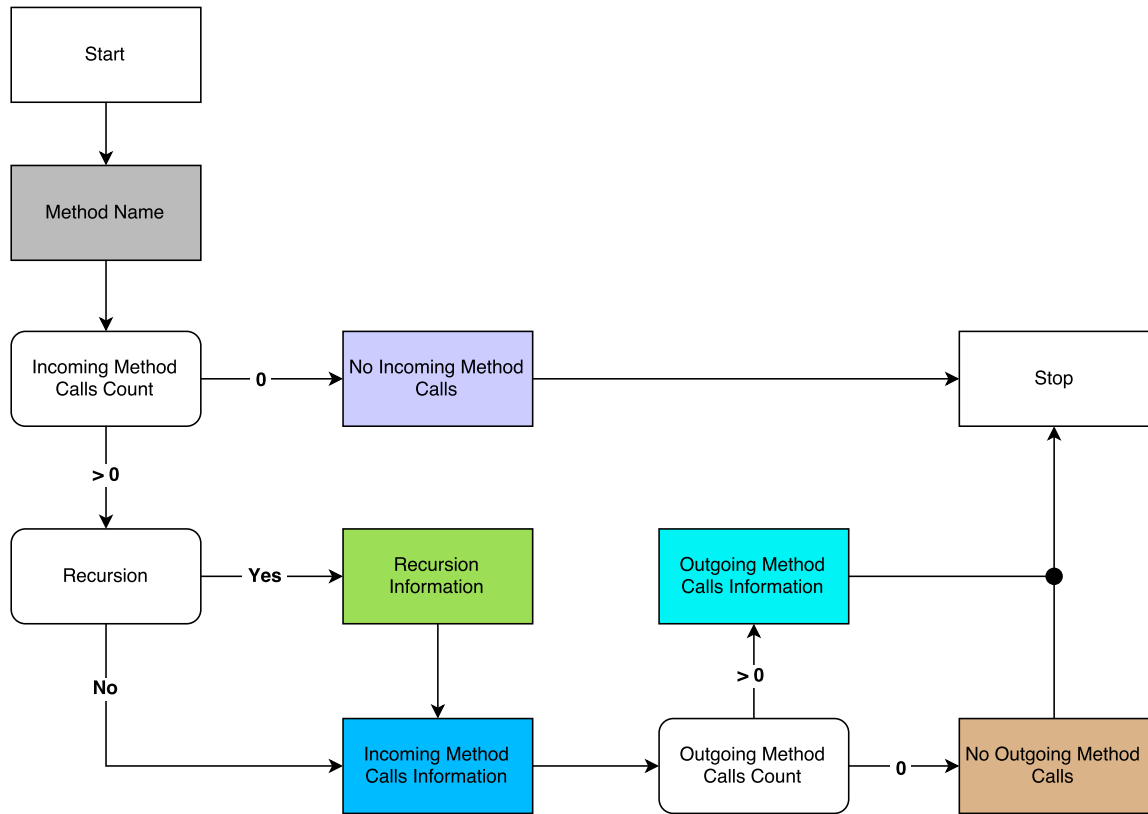 Start
Method Name
Incoming Method
Calls Count
0
No Incoming Method
Calls
Stop
> 0
Recursion
Yes
Recursion
Information
Outgoing Method
Calls Information
No
> 0
Incoming Method
Calls Information
Outgoing Method
Calls Count
0
No Outgoing Method
Calls